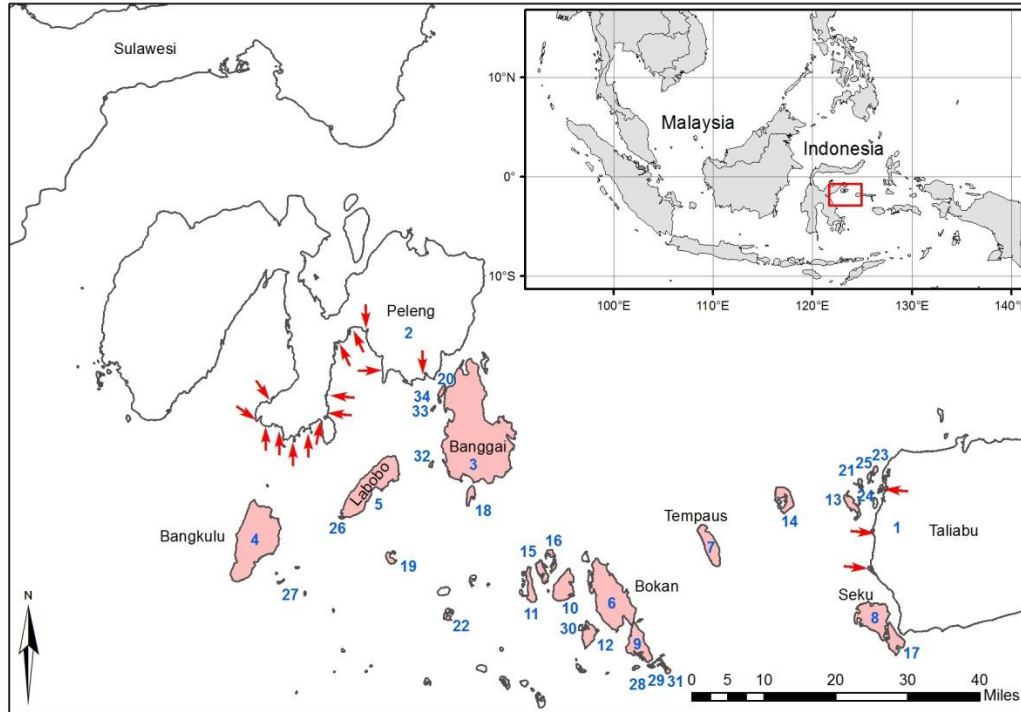 Sulawesi
10°N
Malaysia
Indonesia
0°
10°S
100°E
110°E
120°E
130°E
140°E
Peleng
2
20
34
33
Banggai
3
32
Labobo
5
18
26
Bangkulu
4
27
19
22
16
15
11
10
Bokan
6
30
12
9
28
29
31
Tempaus
7
14
23
25
21
24
13
1
Taliabu
Seku
8
17
N
0
5
10
20
30
40
Miles